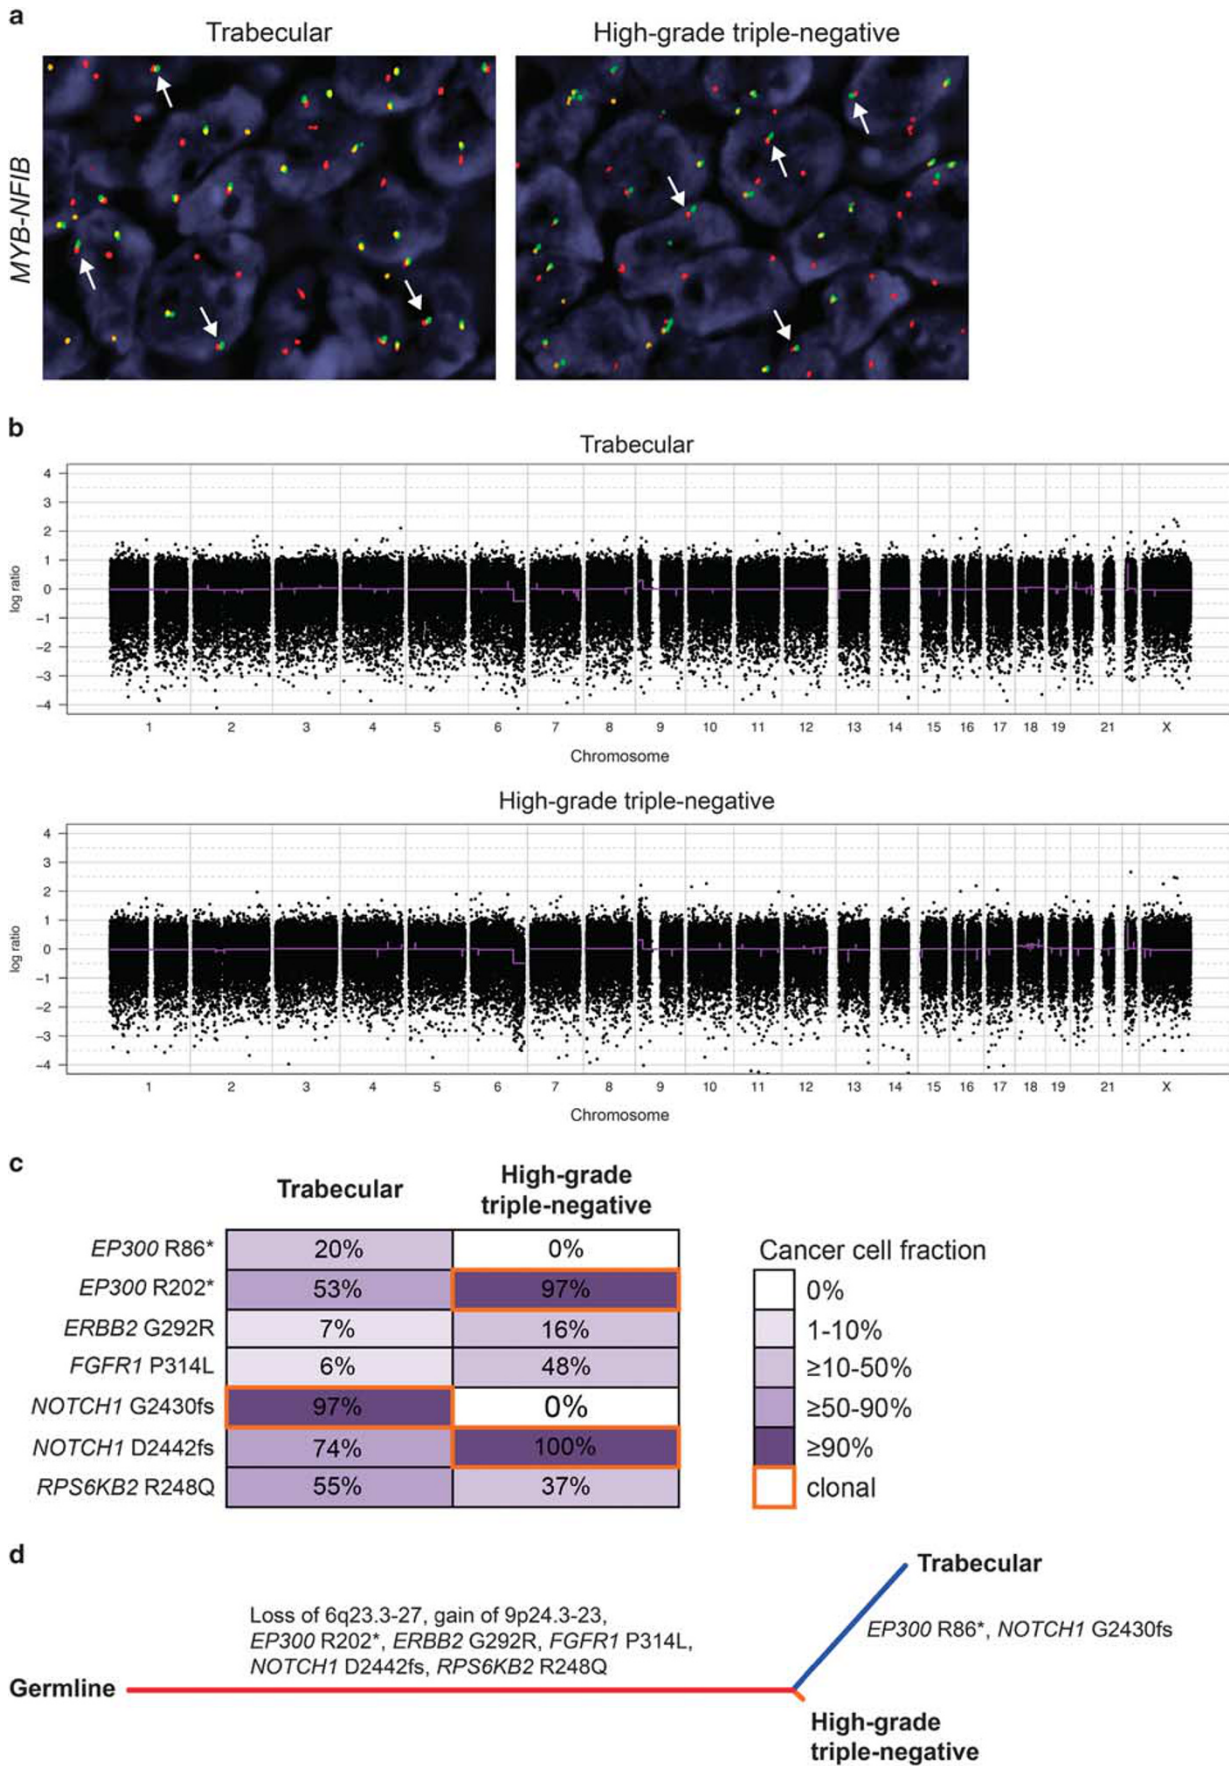 a
Trabecular
High-grade triple-negative
MYB-NFIB
b
Trabecular
4
3
2
1
0
−1
−2
−3
−4
log ratio
1 2 3 4 5 6 7 8 9 10 11 12 13 14 15 16 17 18 19 21 X
Chromosome
High-grade triple-negative
4
3
2
1
0
−1
−2
−3
−4
log ratio
1 2 3 4 5 6 7 8 9 10 11 12 13 14 15 16 17 18 19 21 X
Chromosome
c
Trabecular
High-grade
triple-negative
EP300 R86* 20% 0%
EP300 R202* 53% 97%
ERBB2 G292R 7% 16%
FGFR1 P314L 6% 48%
NOTCH1 G2430fs 97% 0%
NOTCH1 D2442fs 74% 100%
RPS6KB2 R248Q 55% 37%
Cancer cell fraction
0%
1-10%
≥10-50%
≥50-90%
≥90%
clonal
d
Trabecular
Loss of 6q23.3-27, gain of 9p24.3-23,
EP300 R202*, ERBB2 G292R, FGFR1 P314L,
NOTCH1 D2442fs, RPS6KB2 R248Q
EP300 R86*, NOTCH1 G2430fs
Germline
High-grade
triple-negative